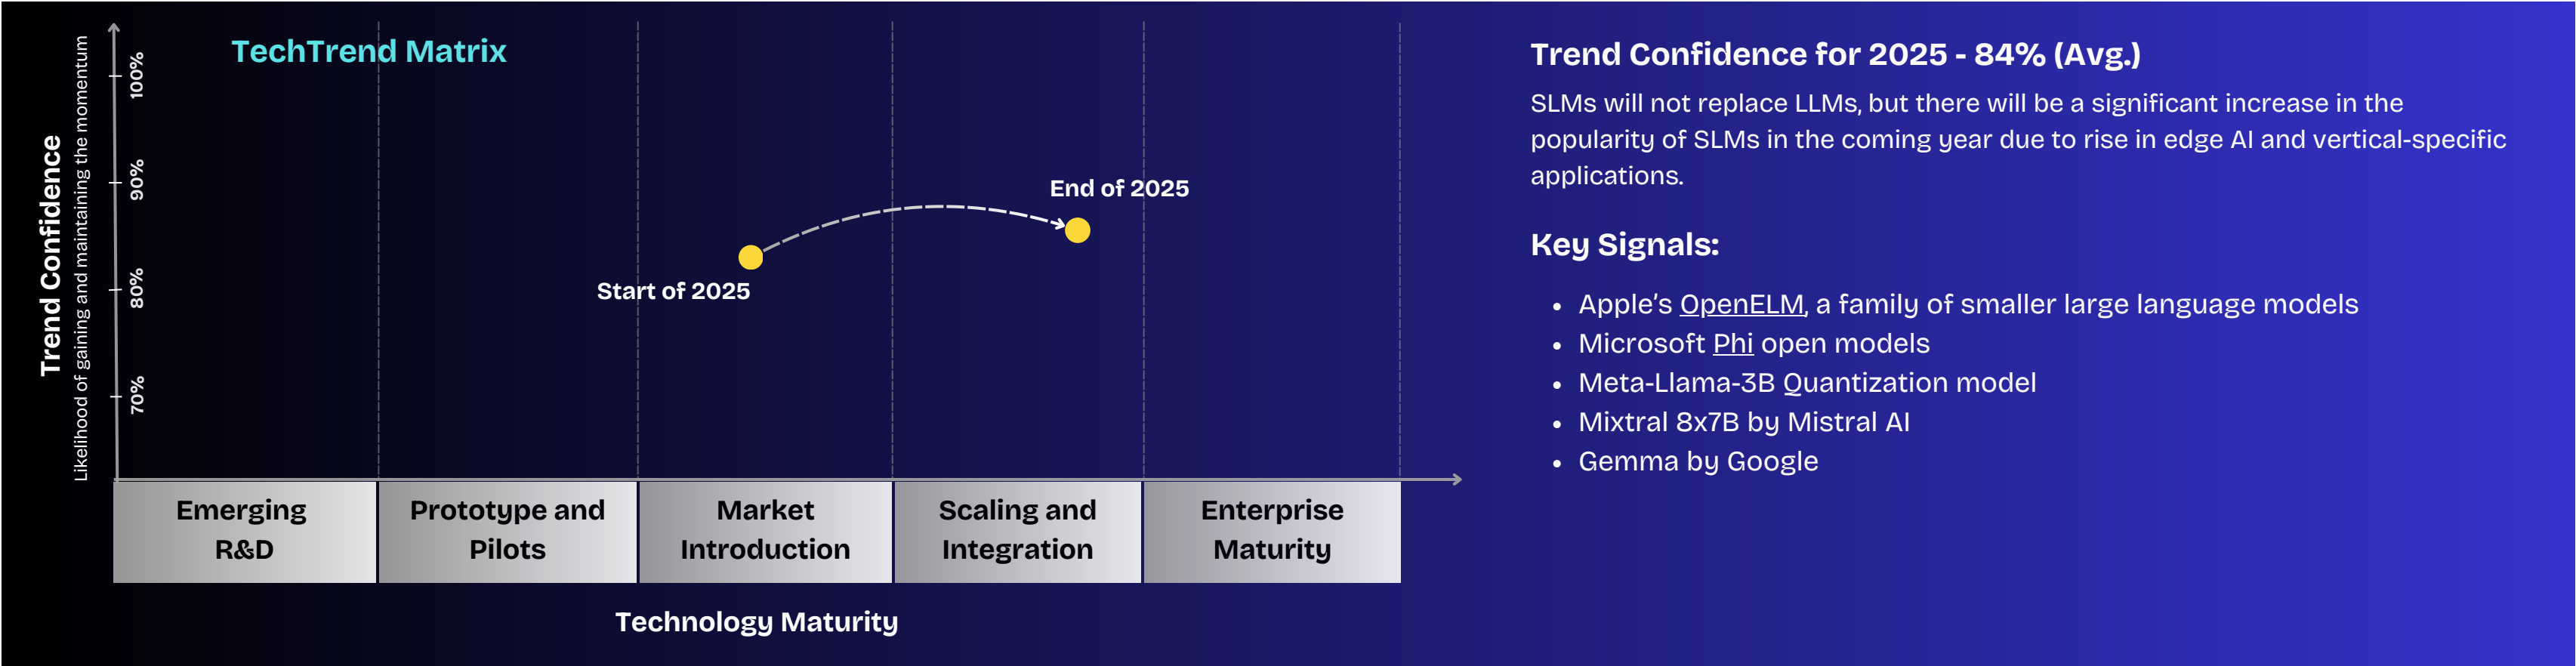 TechTrend Matrix
Trend Confidence
Likelihood of gaining and maintaining the momentum
100%
90%
80%
70%
End of 2025
Start of 2025
Emerging
R&D
Prototype and
Pilots
Market
Introduction
Scaling and
Integration
Enterprise
Maturity
Technology Maturity
Trend Confidence for 2025 - 84% (Avg.)
SLMs will not replace LLMs, but there will be a significant increase in the
popularity of SLMs in the coming year due to rise in edge AI and vertical-specific
applications.
Key Signals:
• Apple’s OpenELM, a family of smaller large language models
• Microsoft Phi open models
• Meta-Llama-3B Quantization model
• Mixtral 8x7B by Mistral AI
• Gemma by Google